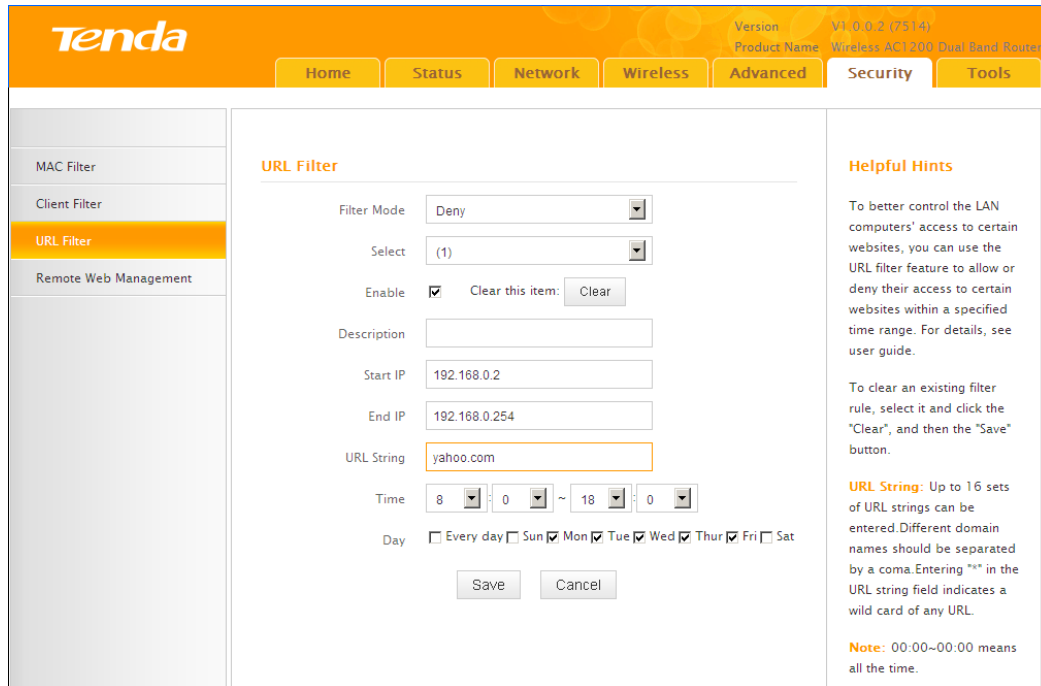 Tenda
Version V1.0.0.2 (7514)
Product Name Wireless AC1200 Dual Band Router
Home Status Network Wireless Advanced Security Tools
MAC Filter
Client Filter
URL Filter
Remote Web Management
URL Filter
Filter Mode Deny
Select (1)
Enable Clear this item: Clear
Description
Start IP 192.168.0.2
End IP 192.168.0.254
URL String yahoo.com
Time 8 : 0 ~ 18 : 0
Day Every day Sun Mon Tue Wed Thur Fri Sat
Save Cancel
Helpful Hints
To better control the LAN
computers' access to certain
websites, you can use the
URL filter feature to allow or
deny their access to certain
websites within a specified
time range. For details, see
user guide.
To clear an existing filter
rule, select it and click the
"Clear", and then the "Save"
button.
URL String: Up to 16 sets
of URL strings can be
entered.Different domain
names should be separated
by a coma.Entering "*" in the
URL string field indicates a
wild card of any URL.
Note: 00:00~00:00 means
all the time.